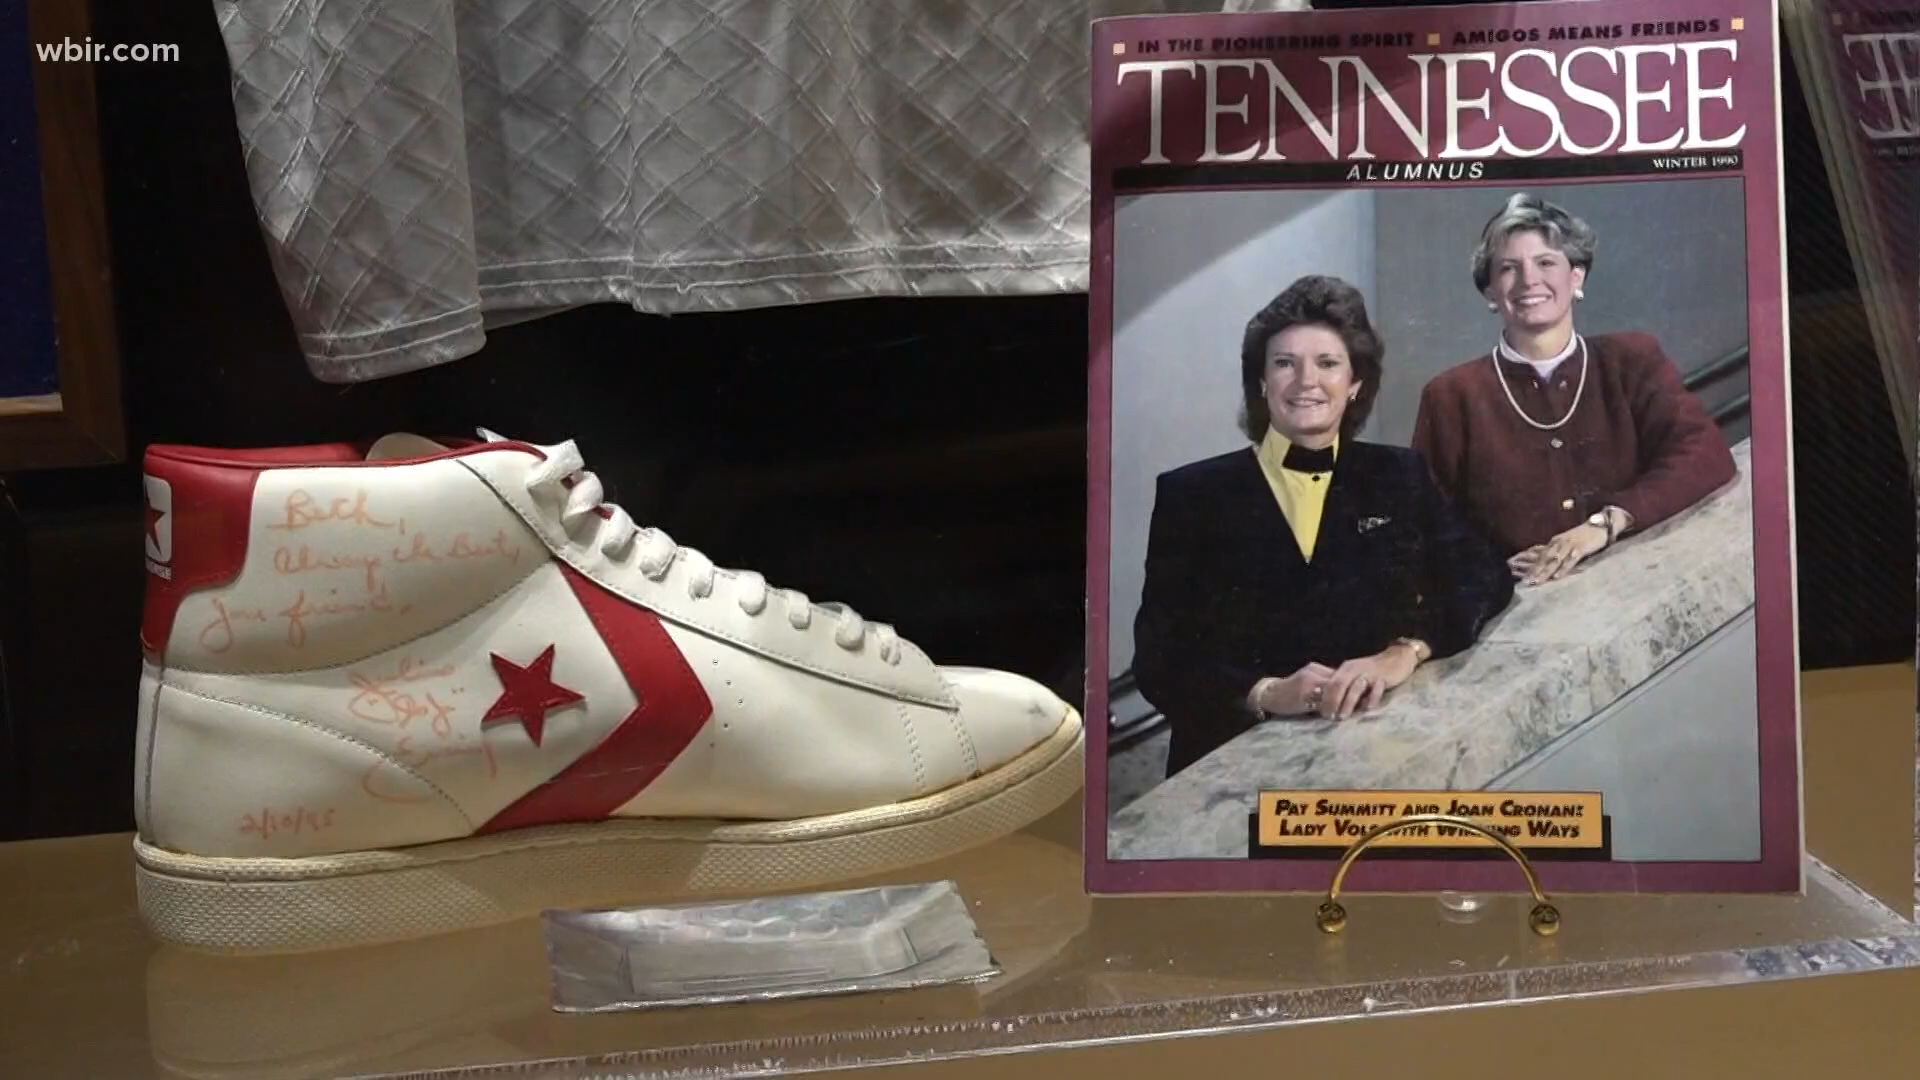 wbir.com
IN THE PIONEERING SPIRIT AMIGOS MEANS FRIENDS
TENNESSEE
ALUMNUS
WINTER 1990
PAT SUMMITT AND JOAN CRONAN:
LADY VOLS WITH WINNING WAYS
Beth,
Always the Best,
Your friend,
Julius
"Dr. J"
Erving
2/10/95